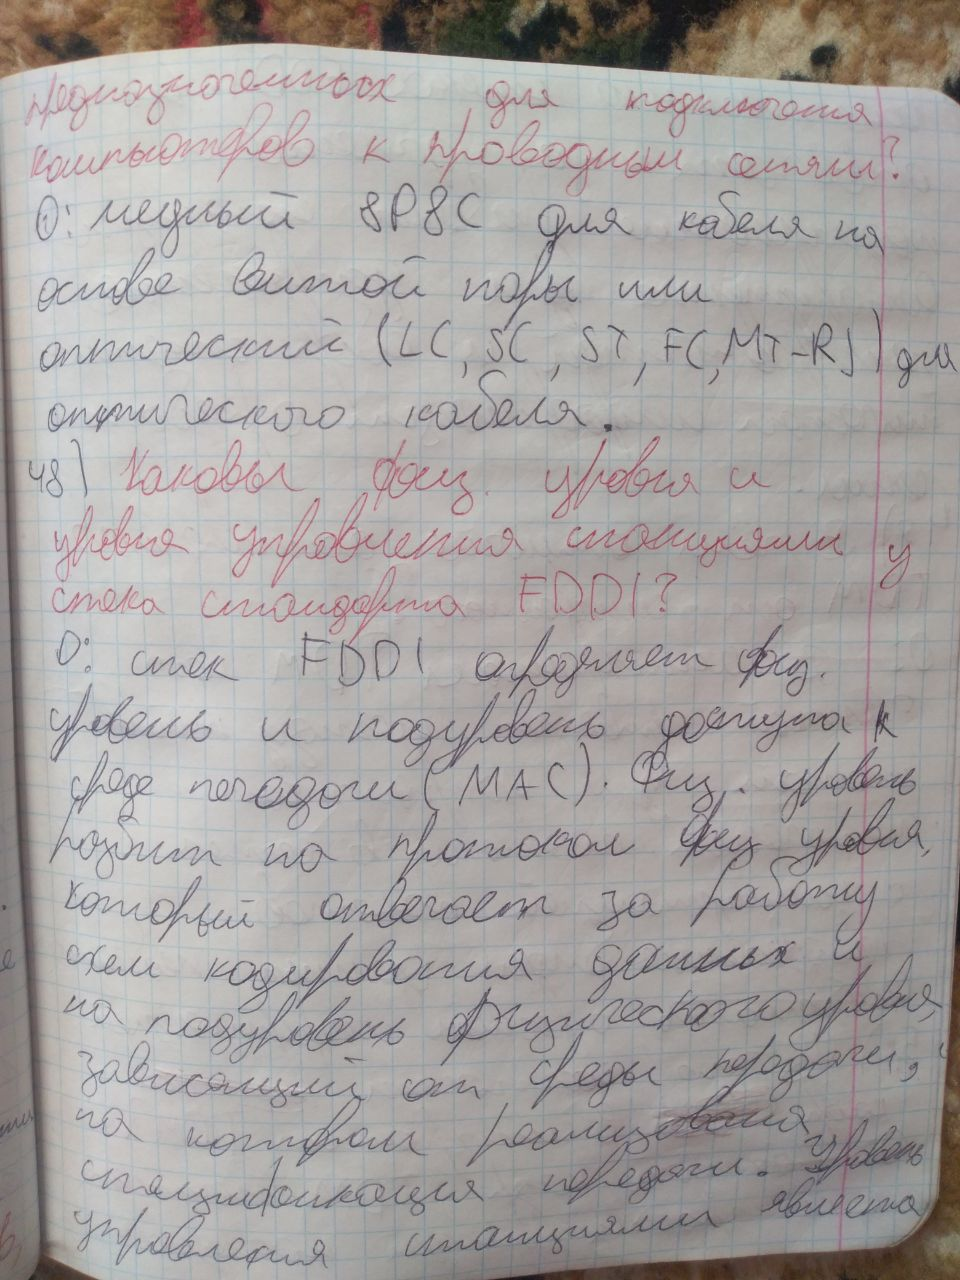 предназначенных для подключения
компьютеров к проводным сетям?
О: медный 8P8C для кабеля на
основе витой пары или
оптический (LC, SC, ST, FC, MT-RJ) для
оптического кабеля.
48) Каковы физ. уровня и
уровня управления станциями у
стека стандарта FDDI?
О: стек FDDI определяет физ.
уровень и подуровень доступа к
среде передачи (MAC). Физ. уровень
разбит на протокол физ уровня,
который отвечает за работу
схем кодирования данных и
на подуровень физического уровня,
зависящий от среды передачи,
на котором реализована
спецификация передачи. Уровень
управления станциями является